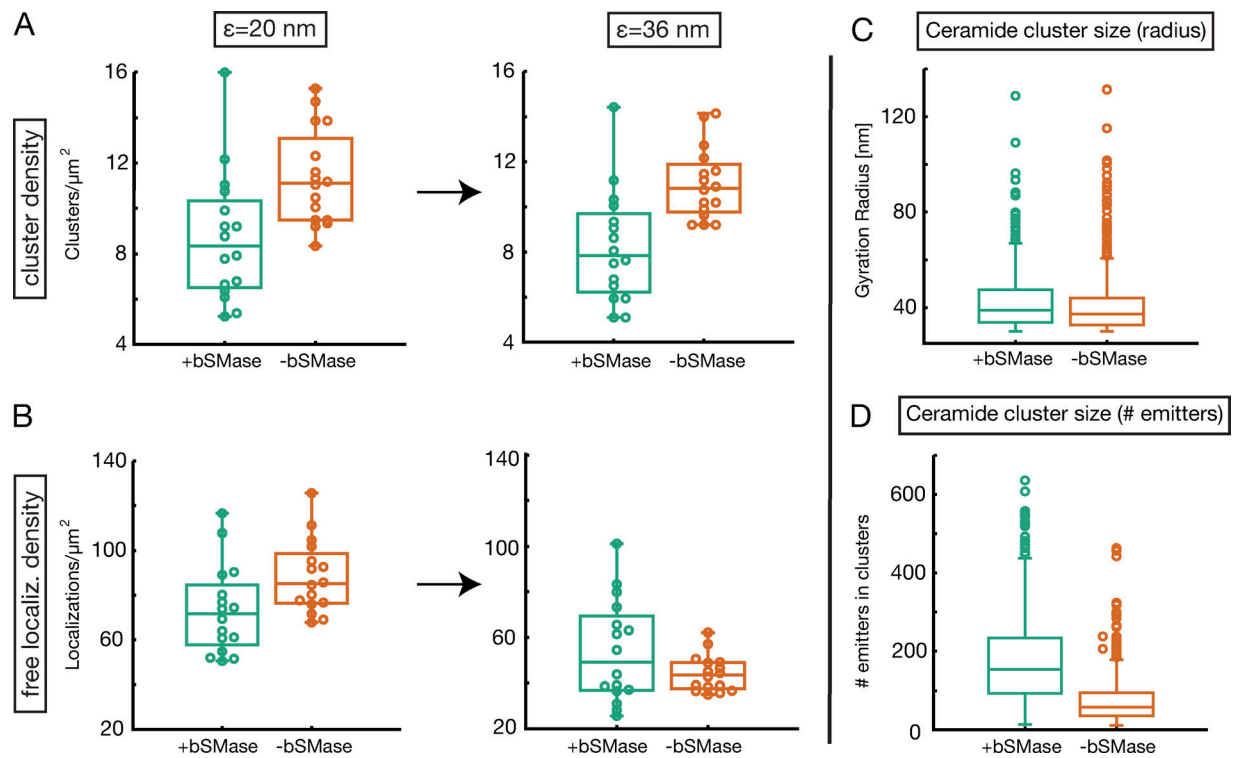 A
ε=20 nm
ε=36 nm
cluster density
Clusters/µm²
16
12
8
4
+bSMase
-bSMase
16
12
8
4
+bSMase
-bSMase
B
free localiz. density
Localizations/µm²
140
100
60
20
+bSMase
-bSMase
140
100
60
20
+bSMase
-bSMase
C
Ceramide cluster size (radius)
Gyration Radius [nm]
120
80
40
+bSMase
-bSMase
D
Ceramide cluster size (# emitters)
# emitters in clusters
600
400
200
0
+bSMase
-bSMase